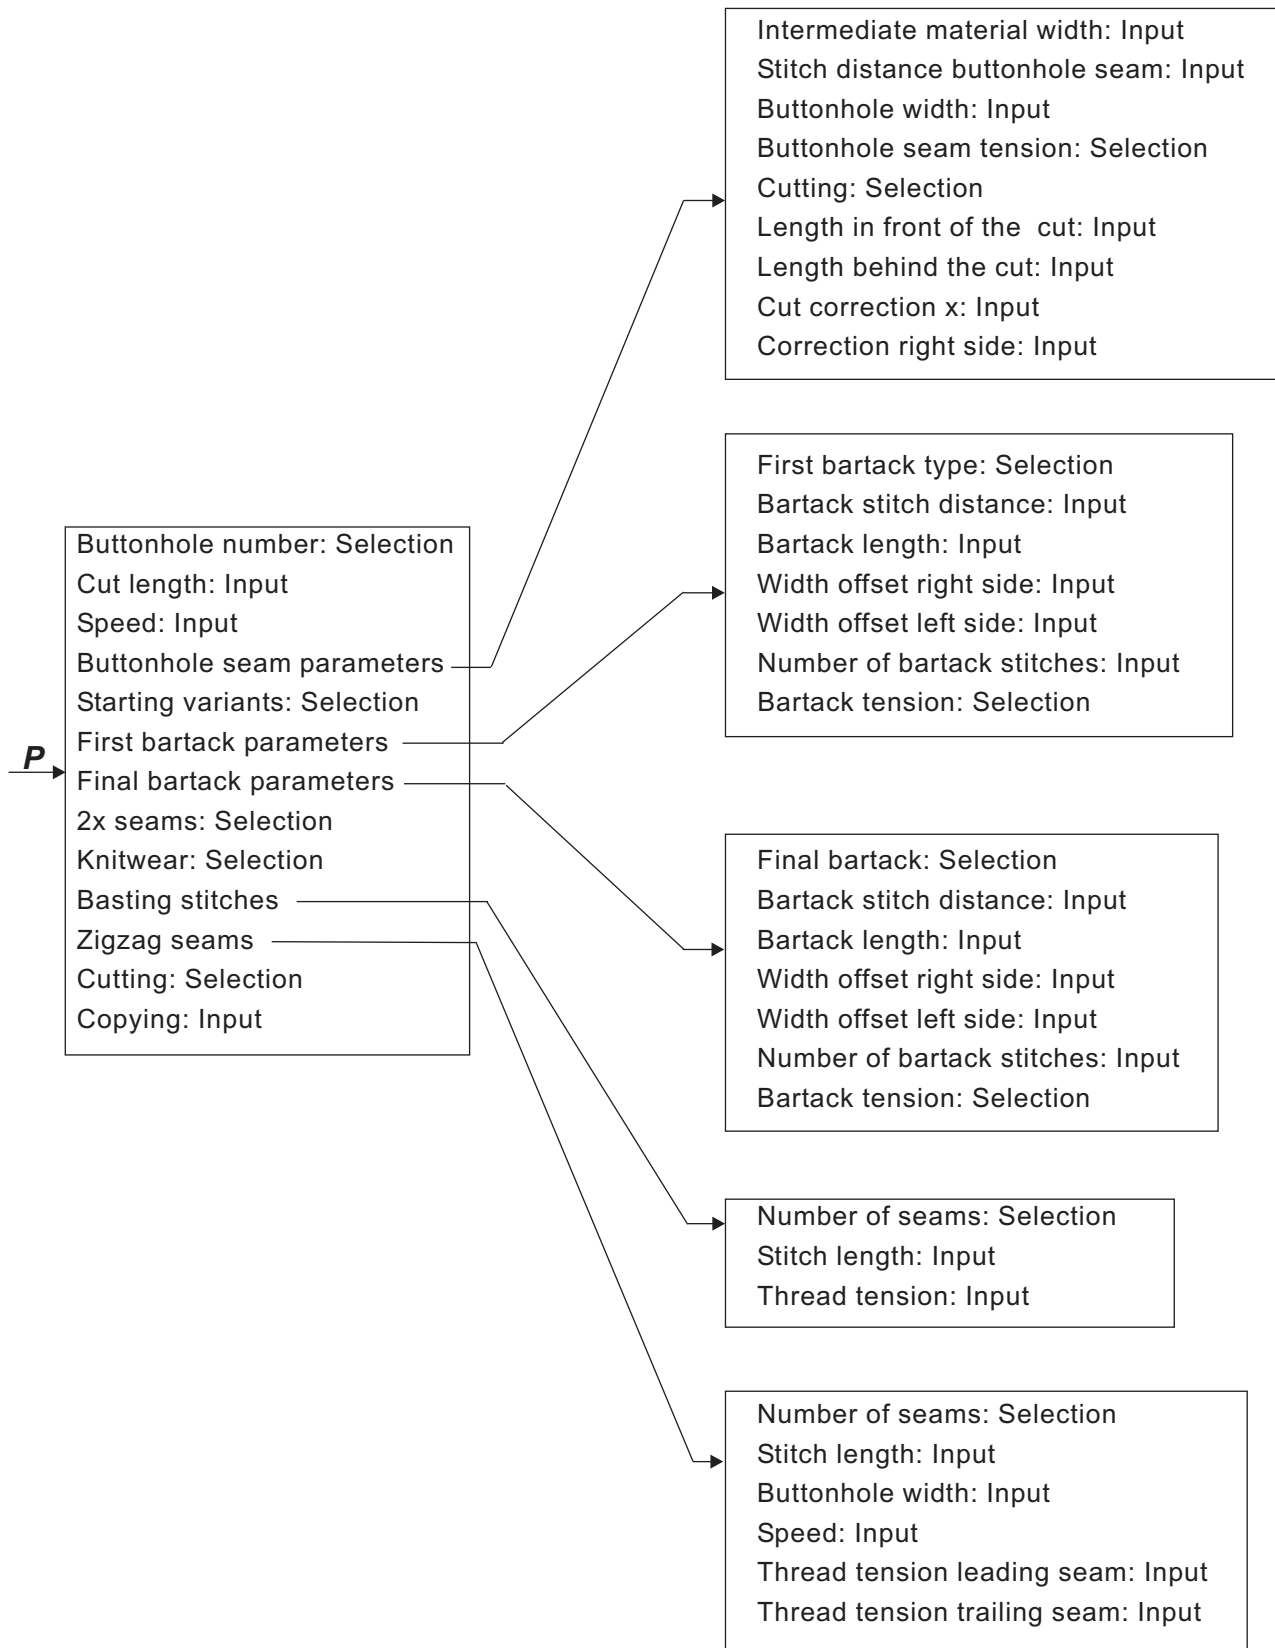 Intermediate material width: Input
Stitch distance buttonhole seam: Input
Buttonhole width: Input
Buttonhole seam tension: Selection
Cutting: Selection
Length in front of the cut: Input
Length behind the cut: Input
Cut correction x: Input
Correction right side: Input
First bartack type: Selection
Bartack stitch distance: Input
Bartack length: Input
Width offset right side: Input
Width offset left side: Input
Number of bartack stitches: Input
Bartack tension: Selection
P
Buttonhole number: Selection
Cut length: Input
Speed: Input
Buttonhole seam parameters
Starting variants: Selection
First bartack parameters
Final bartack parameters
2x seams: Selection
Knitwear: Selection
Basting stitches
Zigzag seams
Cutting: Selection
Copying: Input
Final bartack: Selection
Bartack stitch distance: Input
Bartack length: Input
Width offset right side: Input
Width offset left side: Input
Number of bartack stitches: Input
Bartack tension: Selection
Number of seams: Selection
Stitch length: Input
Thread tension: Input
Number of seams: Selection
Stitch length: Input
Buttonhole width: Input
Speed: Input
Thread tension leading seam: Input
Thread tension trailing seam: Input